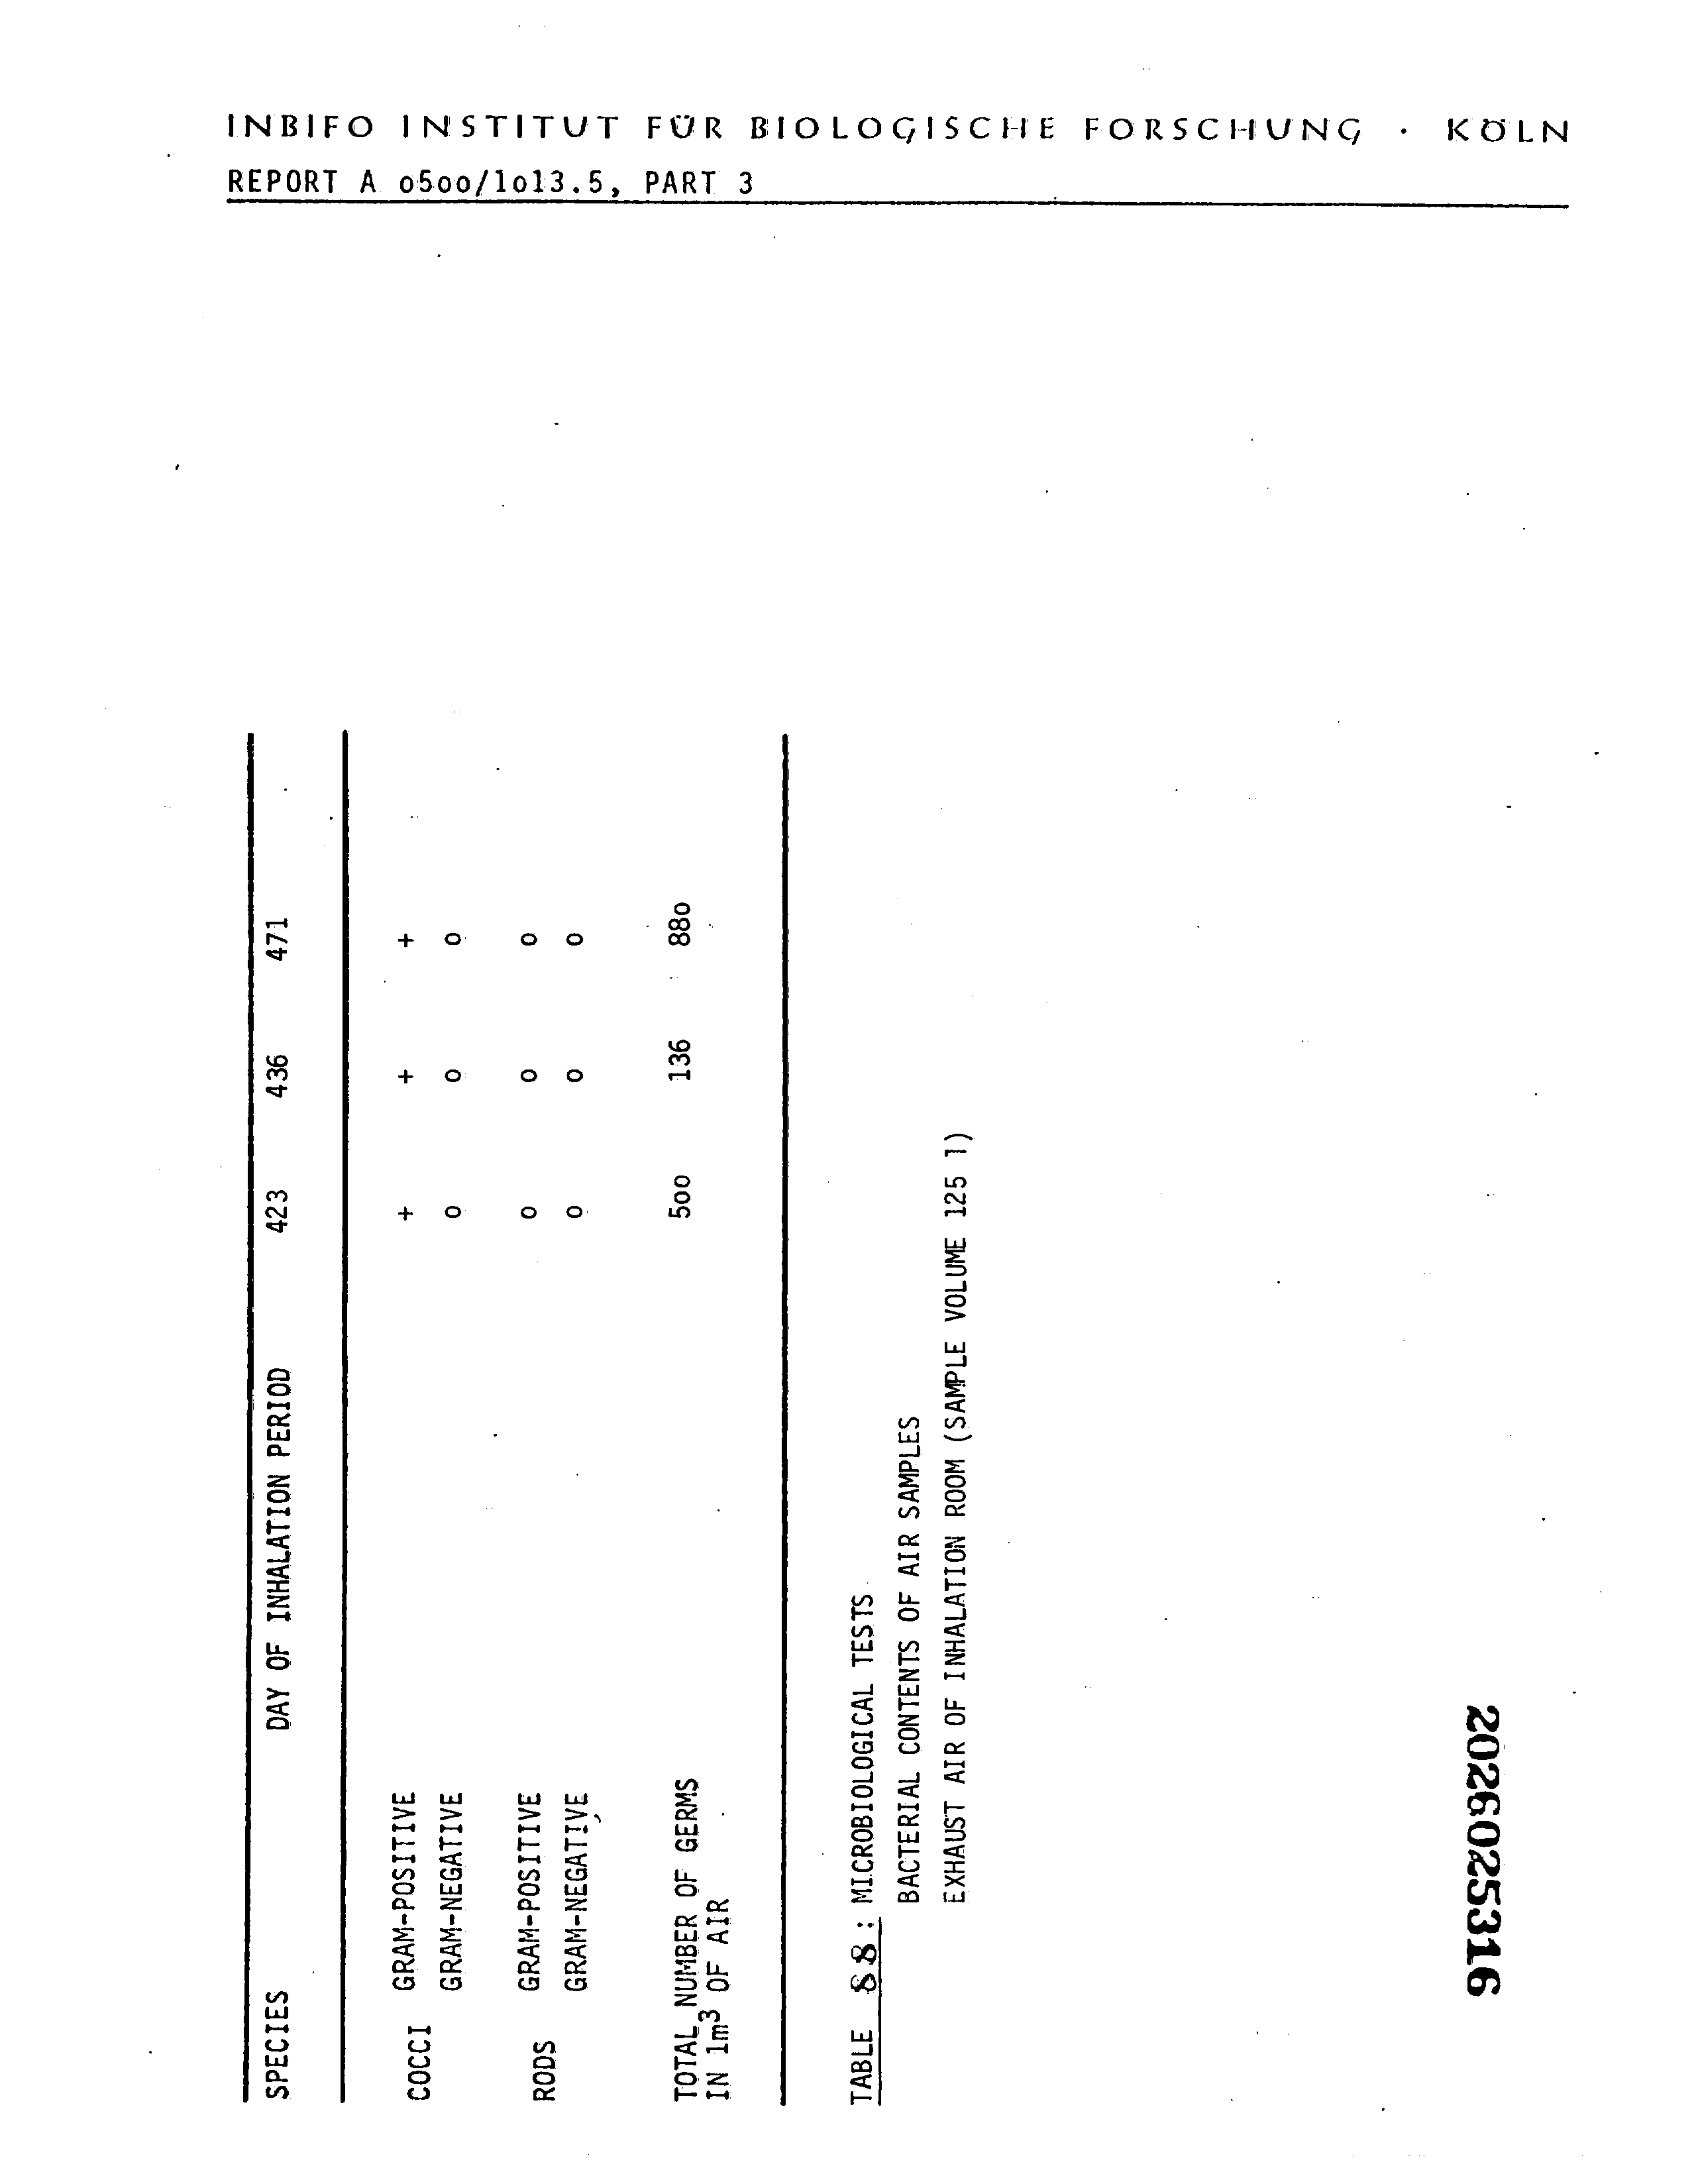 INBIFO INSTITUT FÜR BIOLOGISCHE FORSCHUNG · KÖLN
REPORT A o5oo/1o13.5, PART 3
SPECIES DAY OF INHALATION PERIOD 423 436 471
COCCI GRAM-POSITIVE + + +
GRAM-NEGATIVE o o o
RODS GRAM-POSITIVE o o o
GRAM-NEGATIVE o o o
TOTAL NUMBER OF GERMS 5oo 136 88o
IN 1m3 OF AIR
TABLE 88: MICROBIOLOGICAL TESTS
BACTERIAL CONTENTS OF AIR SAMPLES
EXHAUST AIR OF INHALATION ROOM (SAMPLE VOLUME 125 l)
2026025316